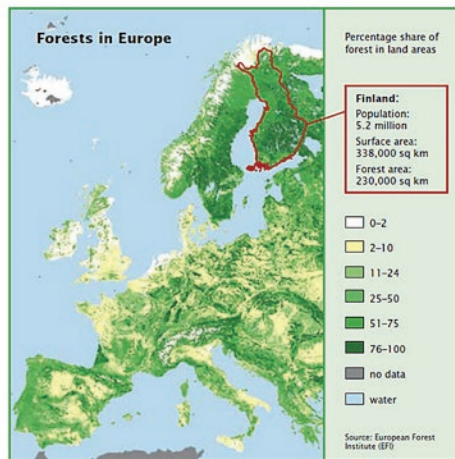 Forests in Europe
Percentage share of
forest in land areas
Finland:
Population:
5.2 million
Surface area:
338,000 sq km
Forest area:
230,000 sq km
0–2
2–10
11–24
25–50
51–75
76–100
no data
water
Source: European Forest
Institute (EFI)